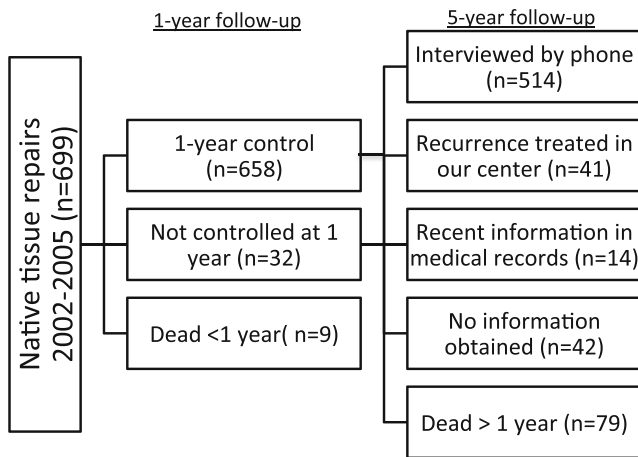 1-year follow-up
5-year follow-up
Native tissue repairs
2002-2005 (n=699)
1-year control
(n=658)
Not controlled at 1
year (n=32)
Dead <1 year( n=9)
Interviewed by phone
(n=514)
Recurrence treated in
our center (n=41)
Recent information in
medical records (n=14)
No information
obtained (n=42)
Dead > 1 year (n=79)